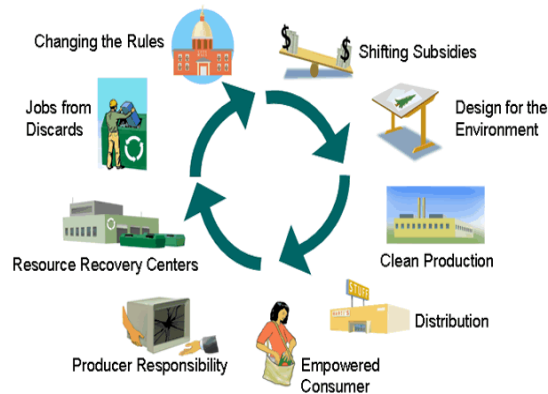 Changing the Rules
$
$
Shifting Subsidies
Jobs from
Discards
Design for the
Environment
Resource Recovery Centers
Clean Production
STUFF
Distribution
Producer Responsibility
Empowered
Consumer